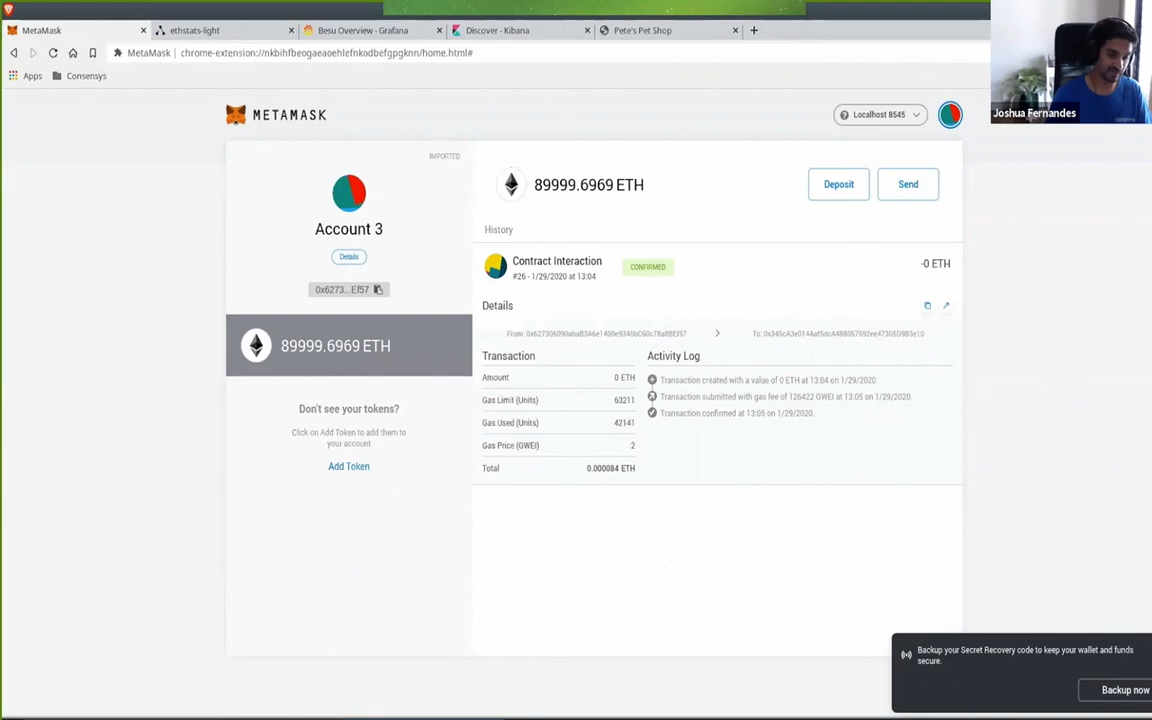 MetaMask
ethstats-light
Besu Overview - Grafana
Discover - Kibana
Pete's Pet Shop
MetaMask chrome-extension://nkbihfbeogaeaoehlefnkodbefgpgknn/home.html#
Apps
Consensys
Joshua Fernandes
METAMASK
Localhost 8545
IMPORTED
Account 3
Details
0x6273...Ef57
89999.6969 ETH
Don't see your tokens?
Click on Add Token to add them to
your account
Add Token
89999.6969 ETH
Deposit
Send
History
Contract Interaction
#26 - 1/29/2020 at 13:04
CONFIRMED
-0 ETH
Details
From: 0x627306090abaB3A6e1400e9345bC60c78a8BEf57
To: 0x345cA3e014Aaf5dcA488057592ee47305D9B3e10
Transaction
Amount 0 ETH
Gas Limit (Units) 63211
Gas Used (Units) 42141
Gas Price (GWEI) 2
Total 0.000084 ETH
Activity Log
Transaction created with a value of 0 ETH at 13:04 on 1/29/2020.
Transaction submitted with gas fee of 126422 GWEI at 13:05 on 1/29/2020.
Transaction confirmed at 13:05 on 1/29/2020.
Backup your Secret Recovery code to keep your wallet and funds
secure.
Backup now